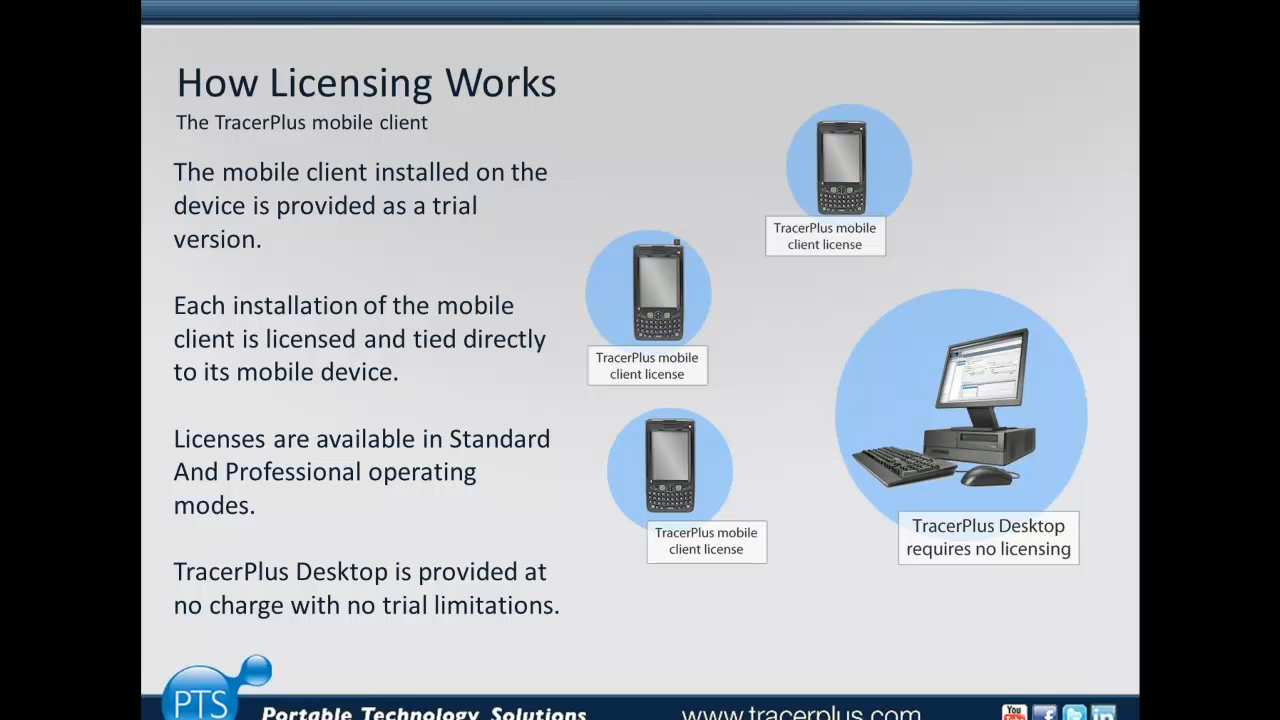 How Licensing Works
The TracerPlus mobile client
The mobile client installed on the
device is provided as a trial
version.
Each installation of the mobile
client is licensed and tied directly
to its mobile device.
Licenses are available in Standard
And Professional operating
modes.
TracerPlus Desktop is provided at
no charge with no trial limitations.
TracerPlus mobile
client license
TracerPlus mobile
client license
TracerPlus mobile
client license
TracerPlus Desktop
requires no licensing
PTS
Portable Technology Solutions
www.tracerplus.com
You